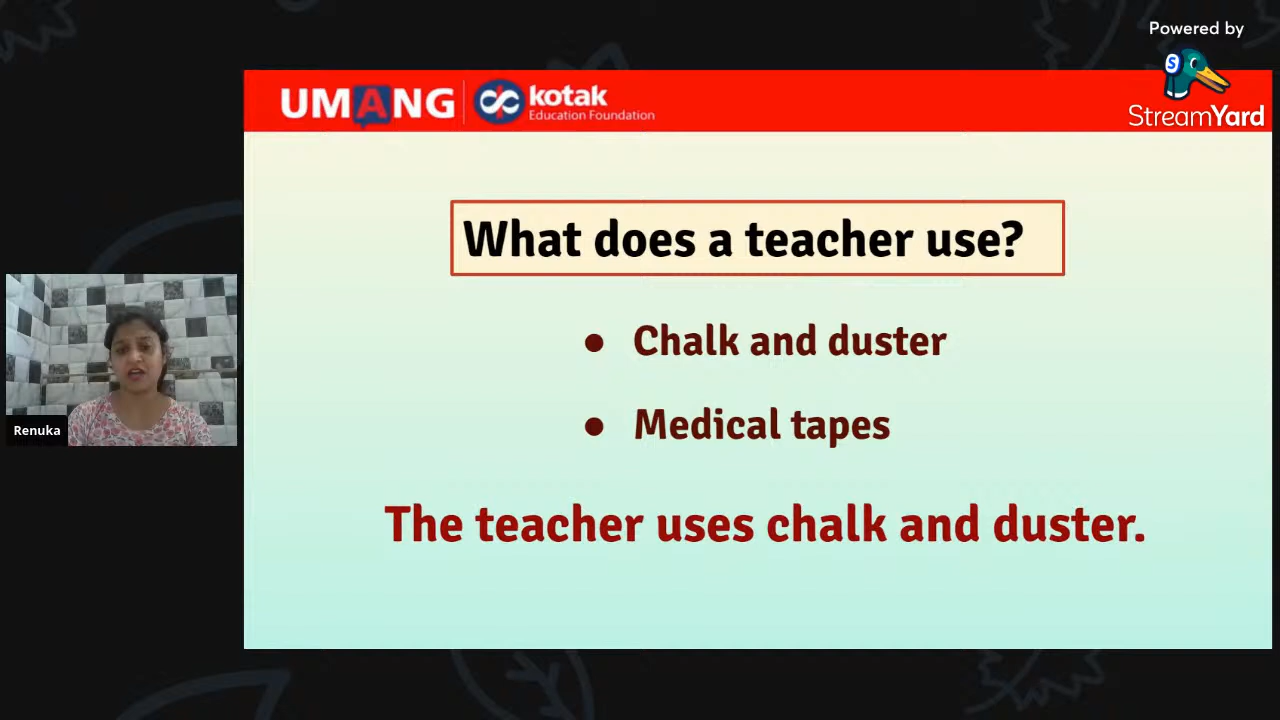 Powered by
StreamYard
UMANG
kotak
Education Foundation
What does a teacher use?
• Chalk and duster
• Medical tapes
The teacher uses chalk and duster.
Renuka